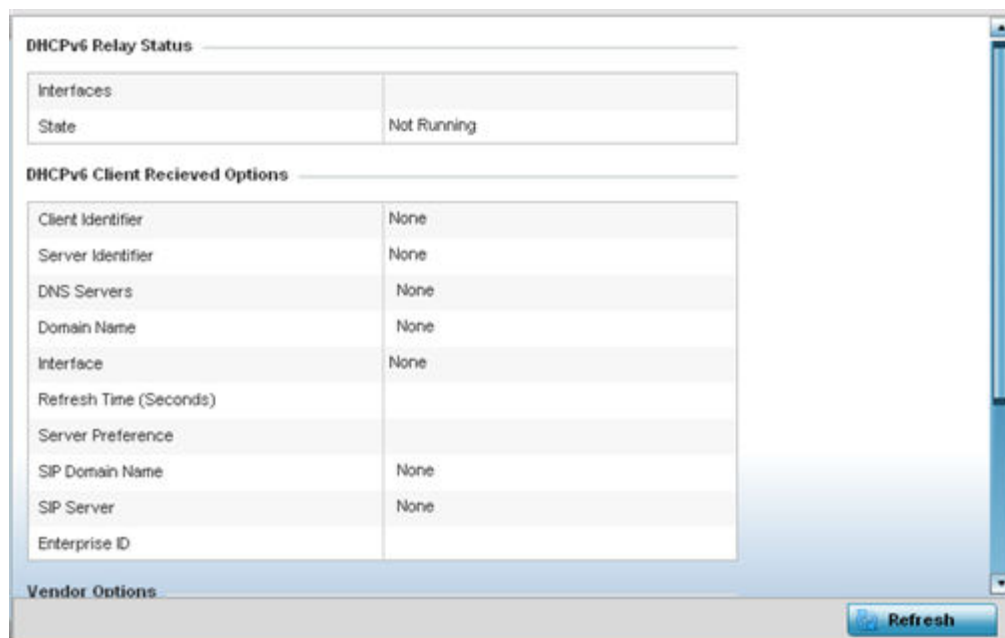 DHCPv6 Relay Status
Interfaces
State Not Running
DHCPv6 Client Recieved Options
Client Identifier None
Server Identifier None
DNS Servers None
Domain Name None
Interface None
Refresh Time (Seconds)
Server Preference
SIP Domain Name None
SIP Server None
Enterprise ID
Vendor Options
Refresh